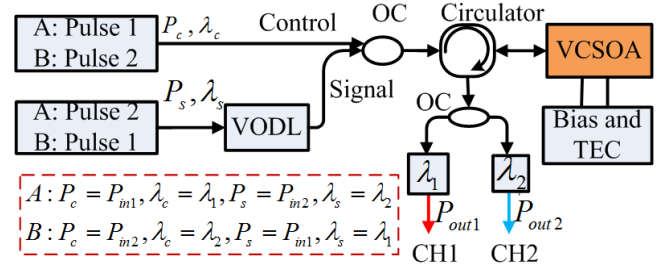 A: Pulse 1
B: Pulse 2
P_c, λ_c
Control
OC
Circulator
VCSOA
A: Pulse 2
B: Pulse 1
P_s, λ_s
VODL
Signal
OC
Bias and
TEC
λ_1
λ_2
P_out1
P_out2
CH1
CH2
A: P_c = P_in1, λ_c = λ_1, P_s = P_in2, λ_s = λ_2
B: P_c = P_in2, λ_c = λ_2, P_s = P_in1, λ_s = λ_1